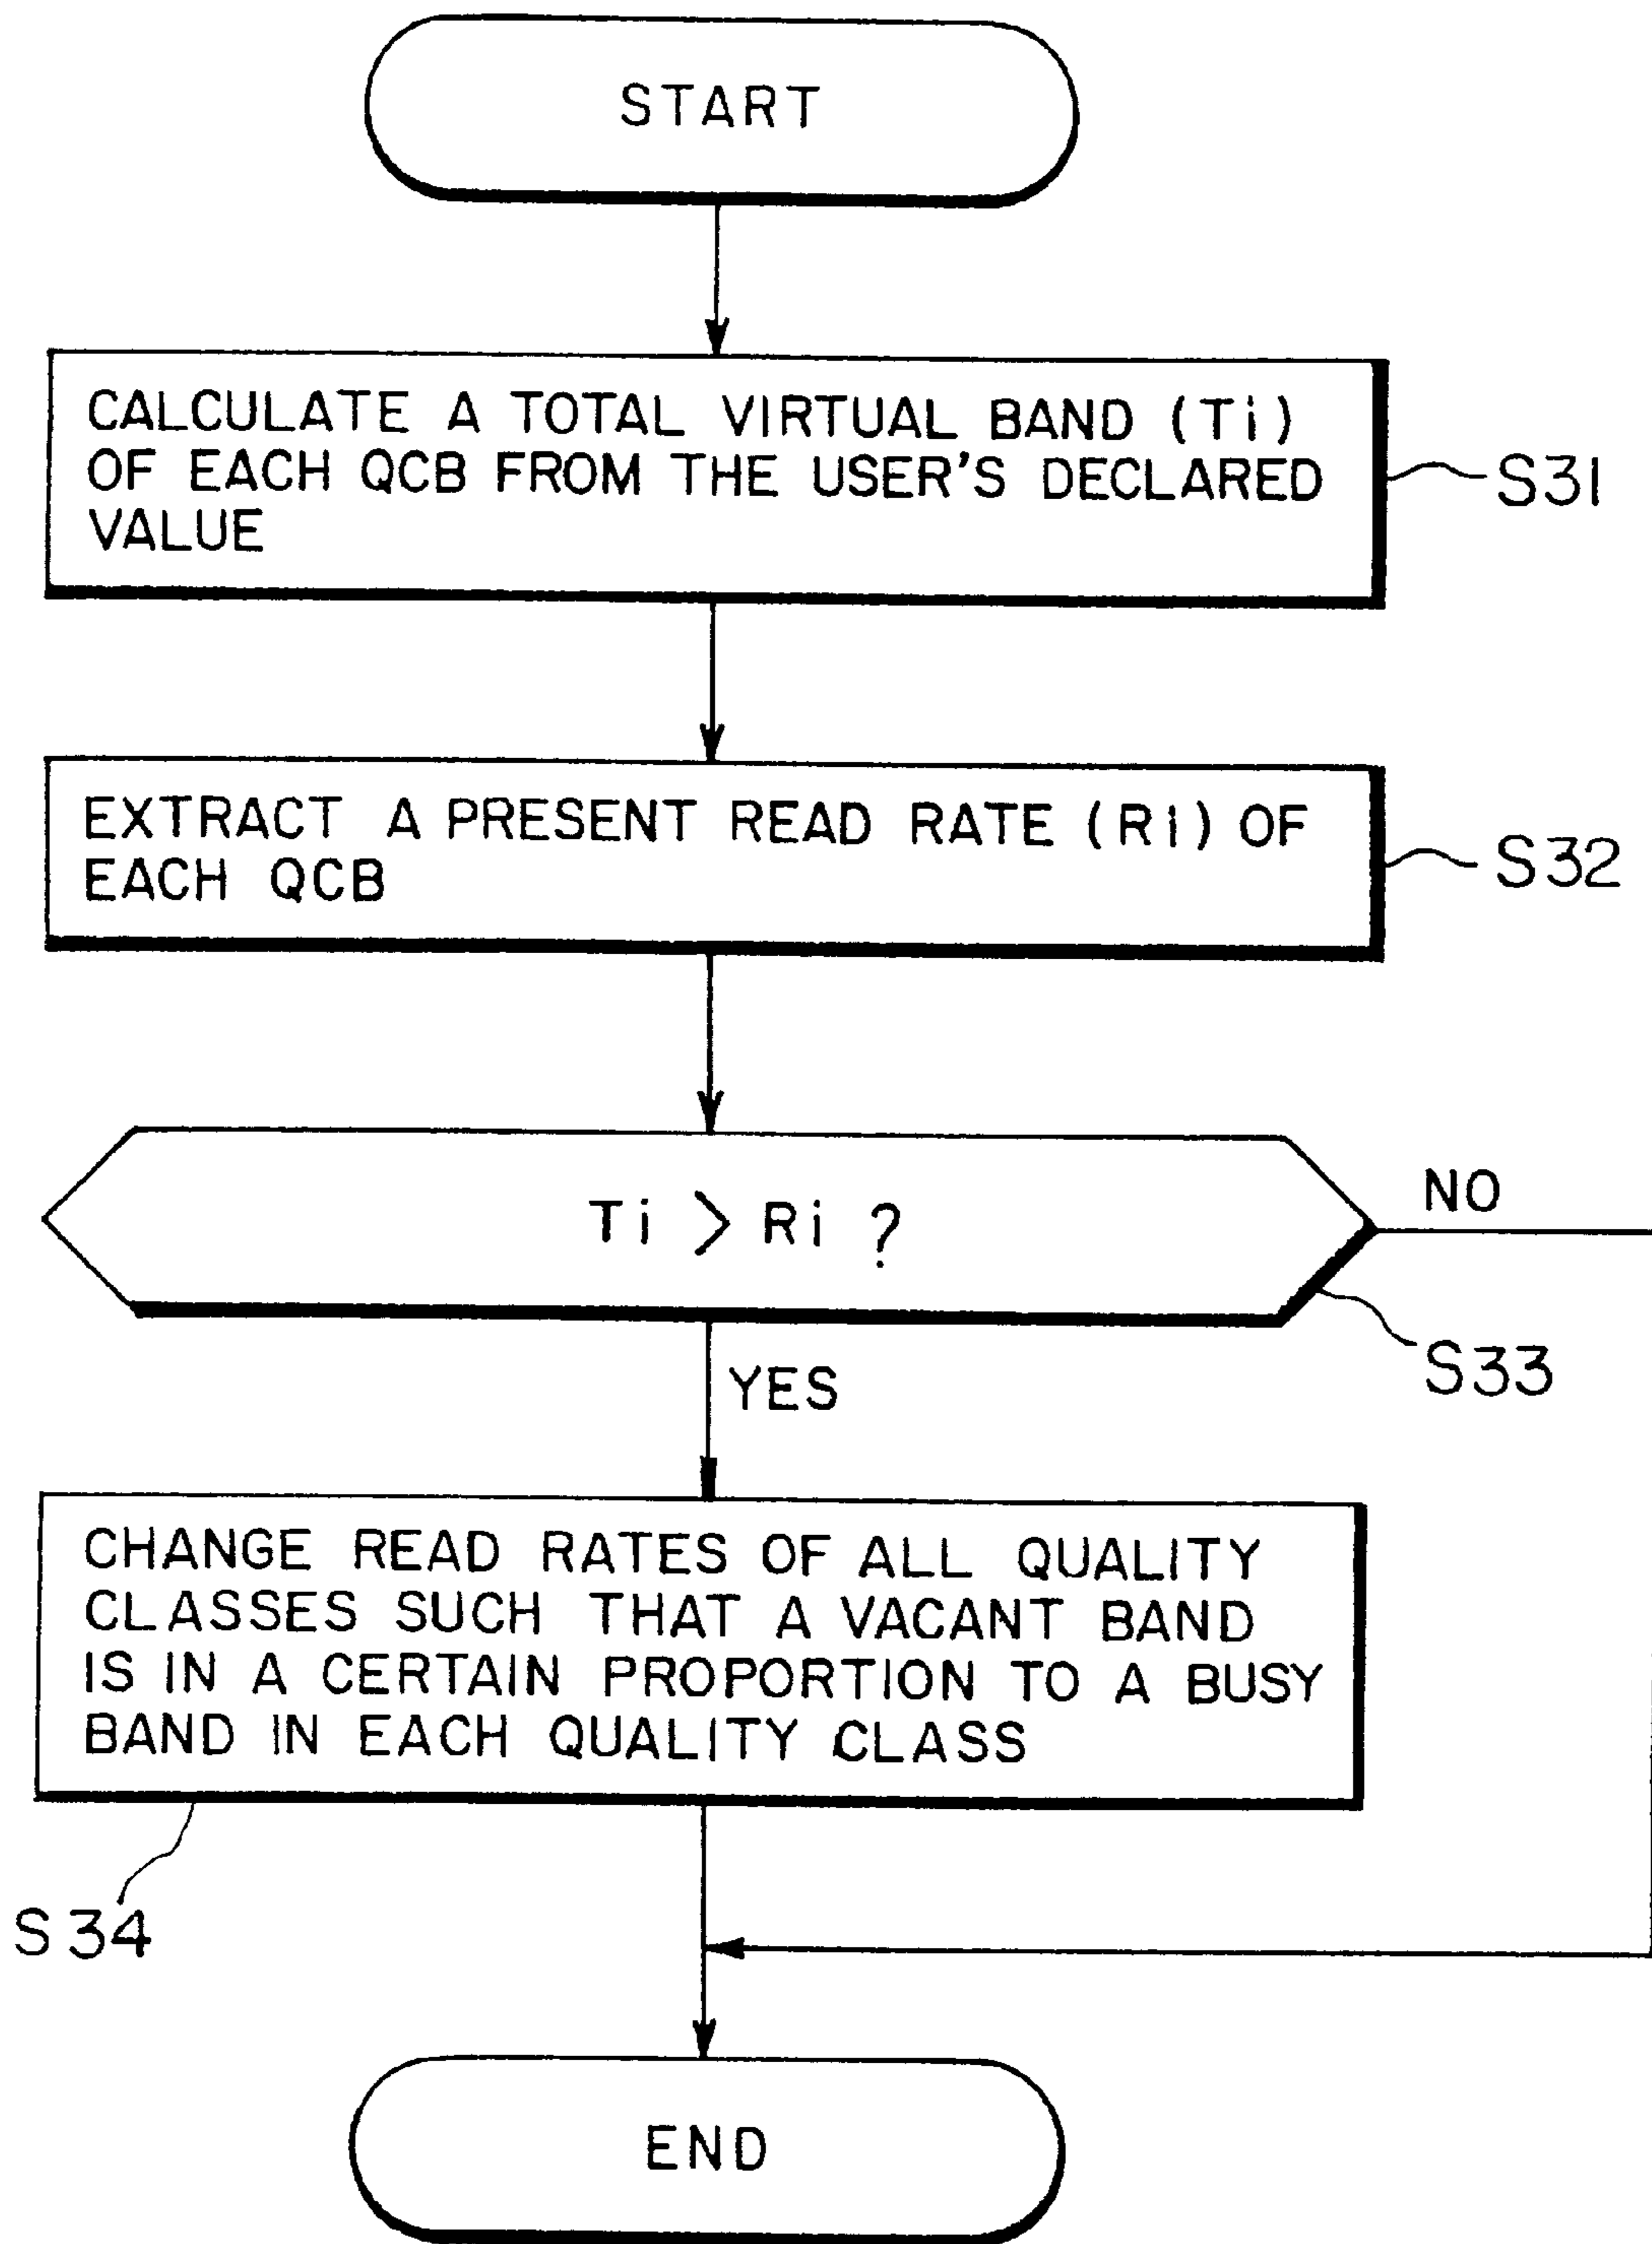 START
CALCULATE A TOTAL VIRTUAL BAND (Ti)
OF EACH QCB FROM THE USER'S DECLARED
VALUE
S31
EXTRACT A PRESENT READ RATE (Ri) OF
EACH QCB
S32
Ti > Ri ?
NO
S33
YES
CHANGE READ RATES OF ALL QUALITY
CLASSES SUCH THAT A VACANT BAND
IS IN A CERTAIN PROPORTION TO A BUSY
BAND IN EACH QUALITY CLASS
S34
END